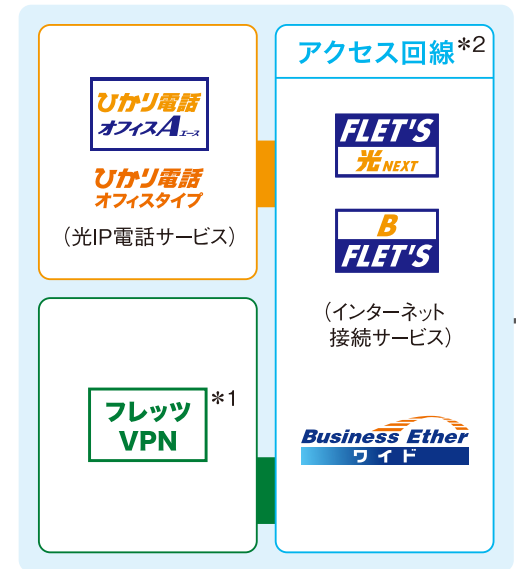 ひかり電話
オフィスAエース
ひかり電話
オフィスタイプ
（光IP電話サービス）
フレッツ
VPN
＊1
アクセス回線＊2
FLET'S
光NEXT
B
FLET'S
（インターネット
接続サービス）
Business Ether
ワイド